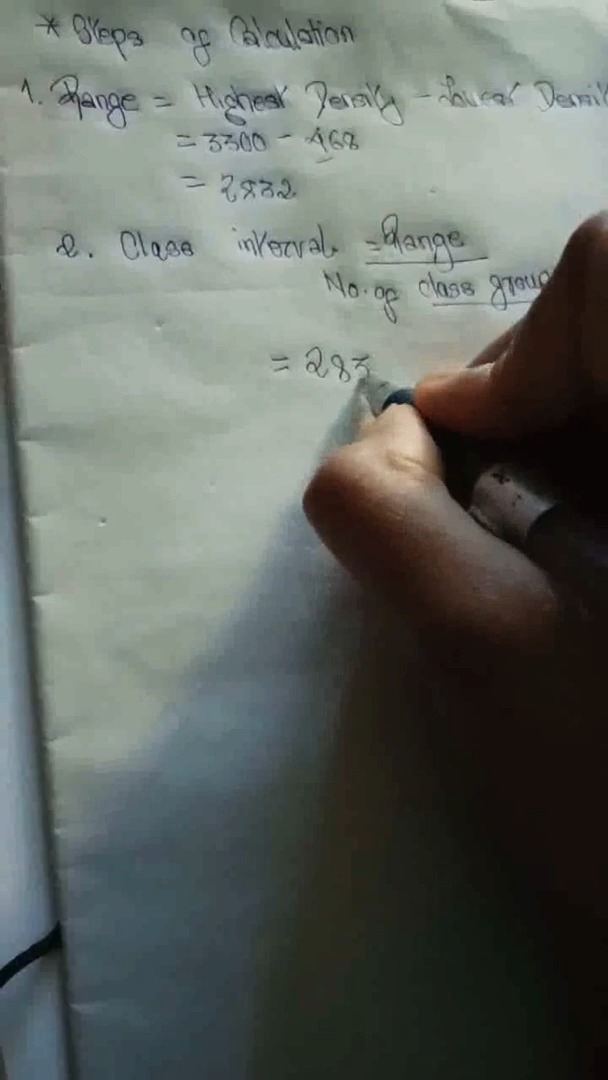 * Steps of Calculation
1. Range = Highest Density - Lowest Densit
= 3300 - 468
= 2832
2. Class interval = Range
No. of class group
= 283